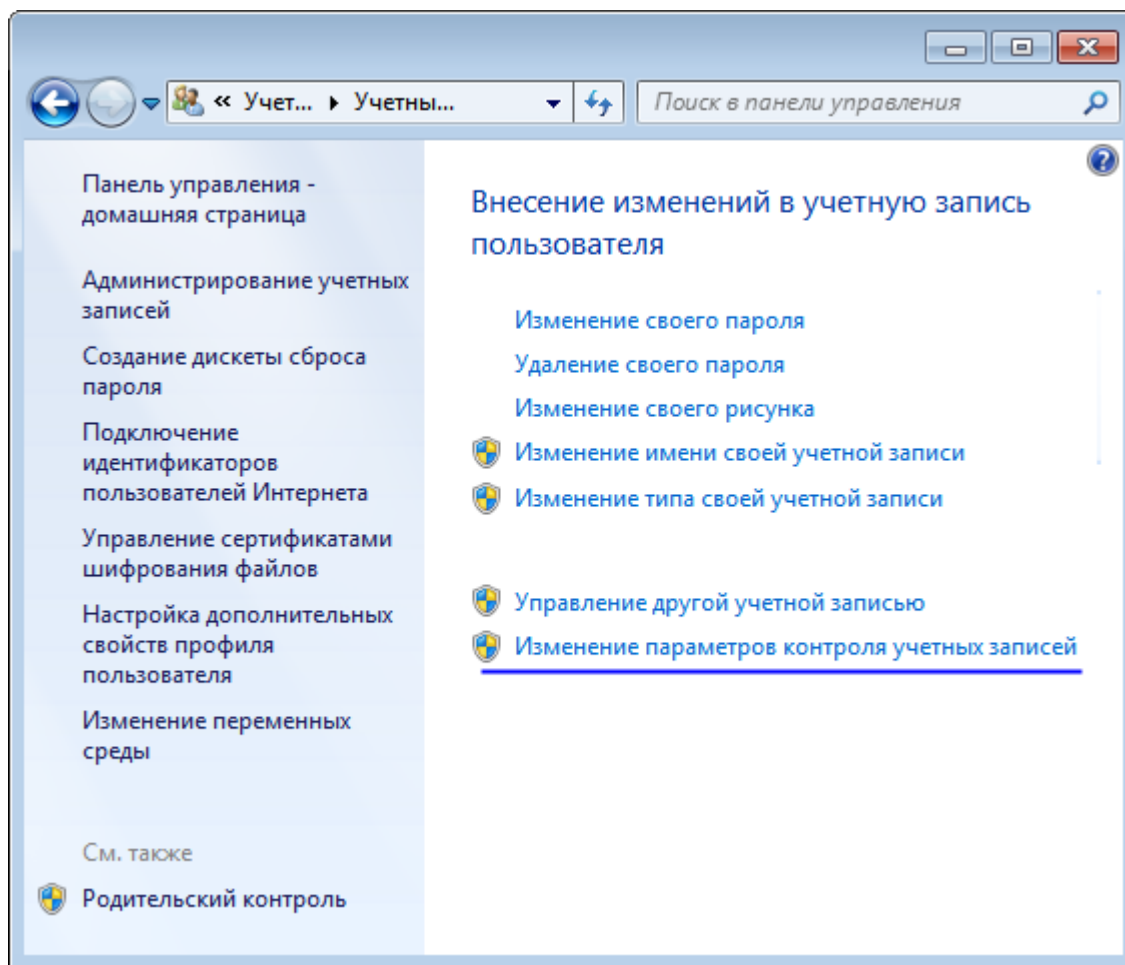 « Учет... Учетны...
Поиск в панели управления
Панель управления -
домашняя страница
Администрирование учетных
записей
Создание дискеты сброса
пароля
Подключение
идентификаторов
пользователей Интернета
Управление сертификатами
шифрования файлов
Настройка дополнительных
свойств профиля
пользователя
Изменение переменных
среды
См. также
Родительский контроль
Внесение изменений в учетную запись
пользователя
Изменение своего пароля
Удаление своего пароля
Изменение своего рисунка
Изменение имени своей учетной записи
Изменение типа своей учетной записи
Управление другой учетной записью
Изменение параметров контроля учетных записей